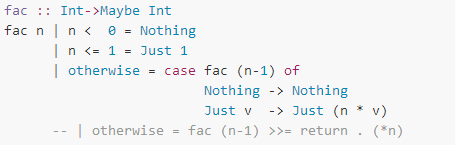 fac :: Int->Maybe Int
fac n | n <  0 = Nothing
      | n <= 1 = Just 1
      | otherwise = case fac (n-1) of
                         Nothing -> Nothing
                         Just v  -> Just (n * v)
      -- | otherwise = fac (n-1) >>= return . (*n)